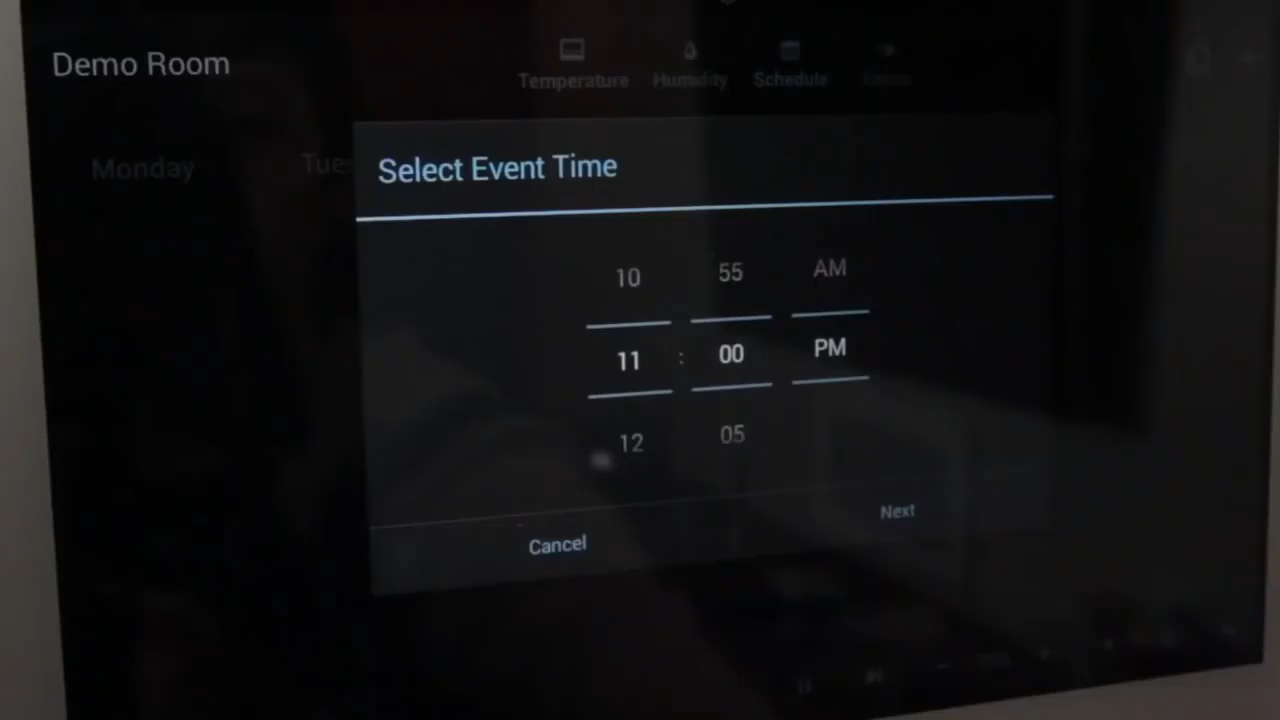 Demo Room
Temperature Humidity Schedule
Monday
Tues
Select Event Time
10 55 AM
11 : 00 PM
12 05
Cancel
Next